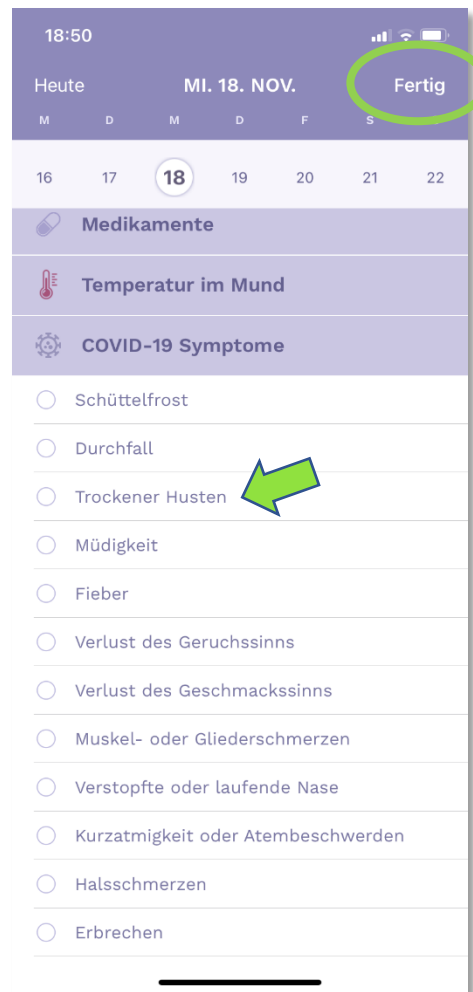 18:50
Heute MI. 18. NOV. Fertig
M D M D F S
16 17 18 19 20 21 22
Medikamente
Temperatur im Mund
COVID-19 Symptome
Schüttelfrost
Durchfall
Trockener Husten
Müdigkeit
Fieber
Verlust des Geruchssinns
Verlust des Geschmackssinns
Muskel- oder Gliederschmerzen
Verstopfte oder laufende Nase
Kurzatmigkeit oder Atembeschwerden
Halsschmerzen
Erbrechen